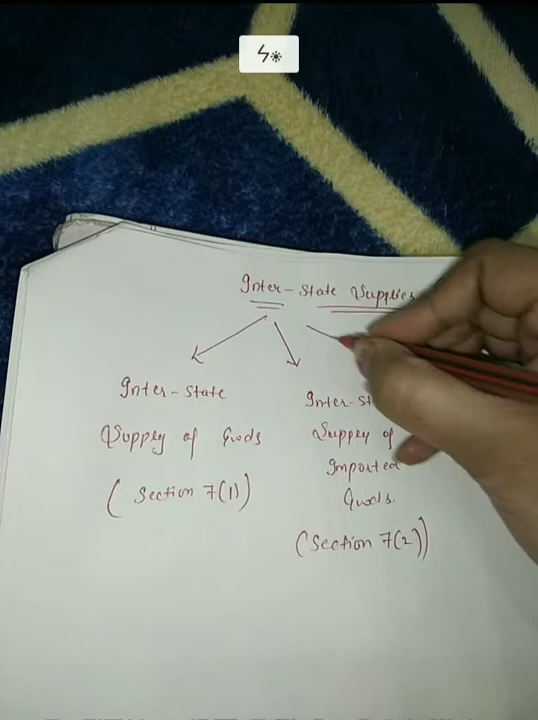 Inter-State Supplies
Inter-State
Supply of Goods
(Section 7(1))
Inter-St
Supply of
Imported
Goods.
(Section 7(2))